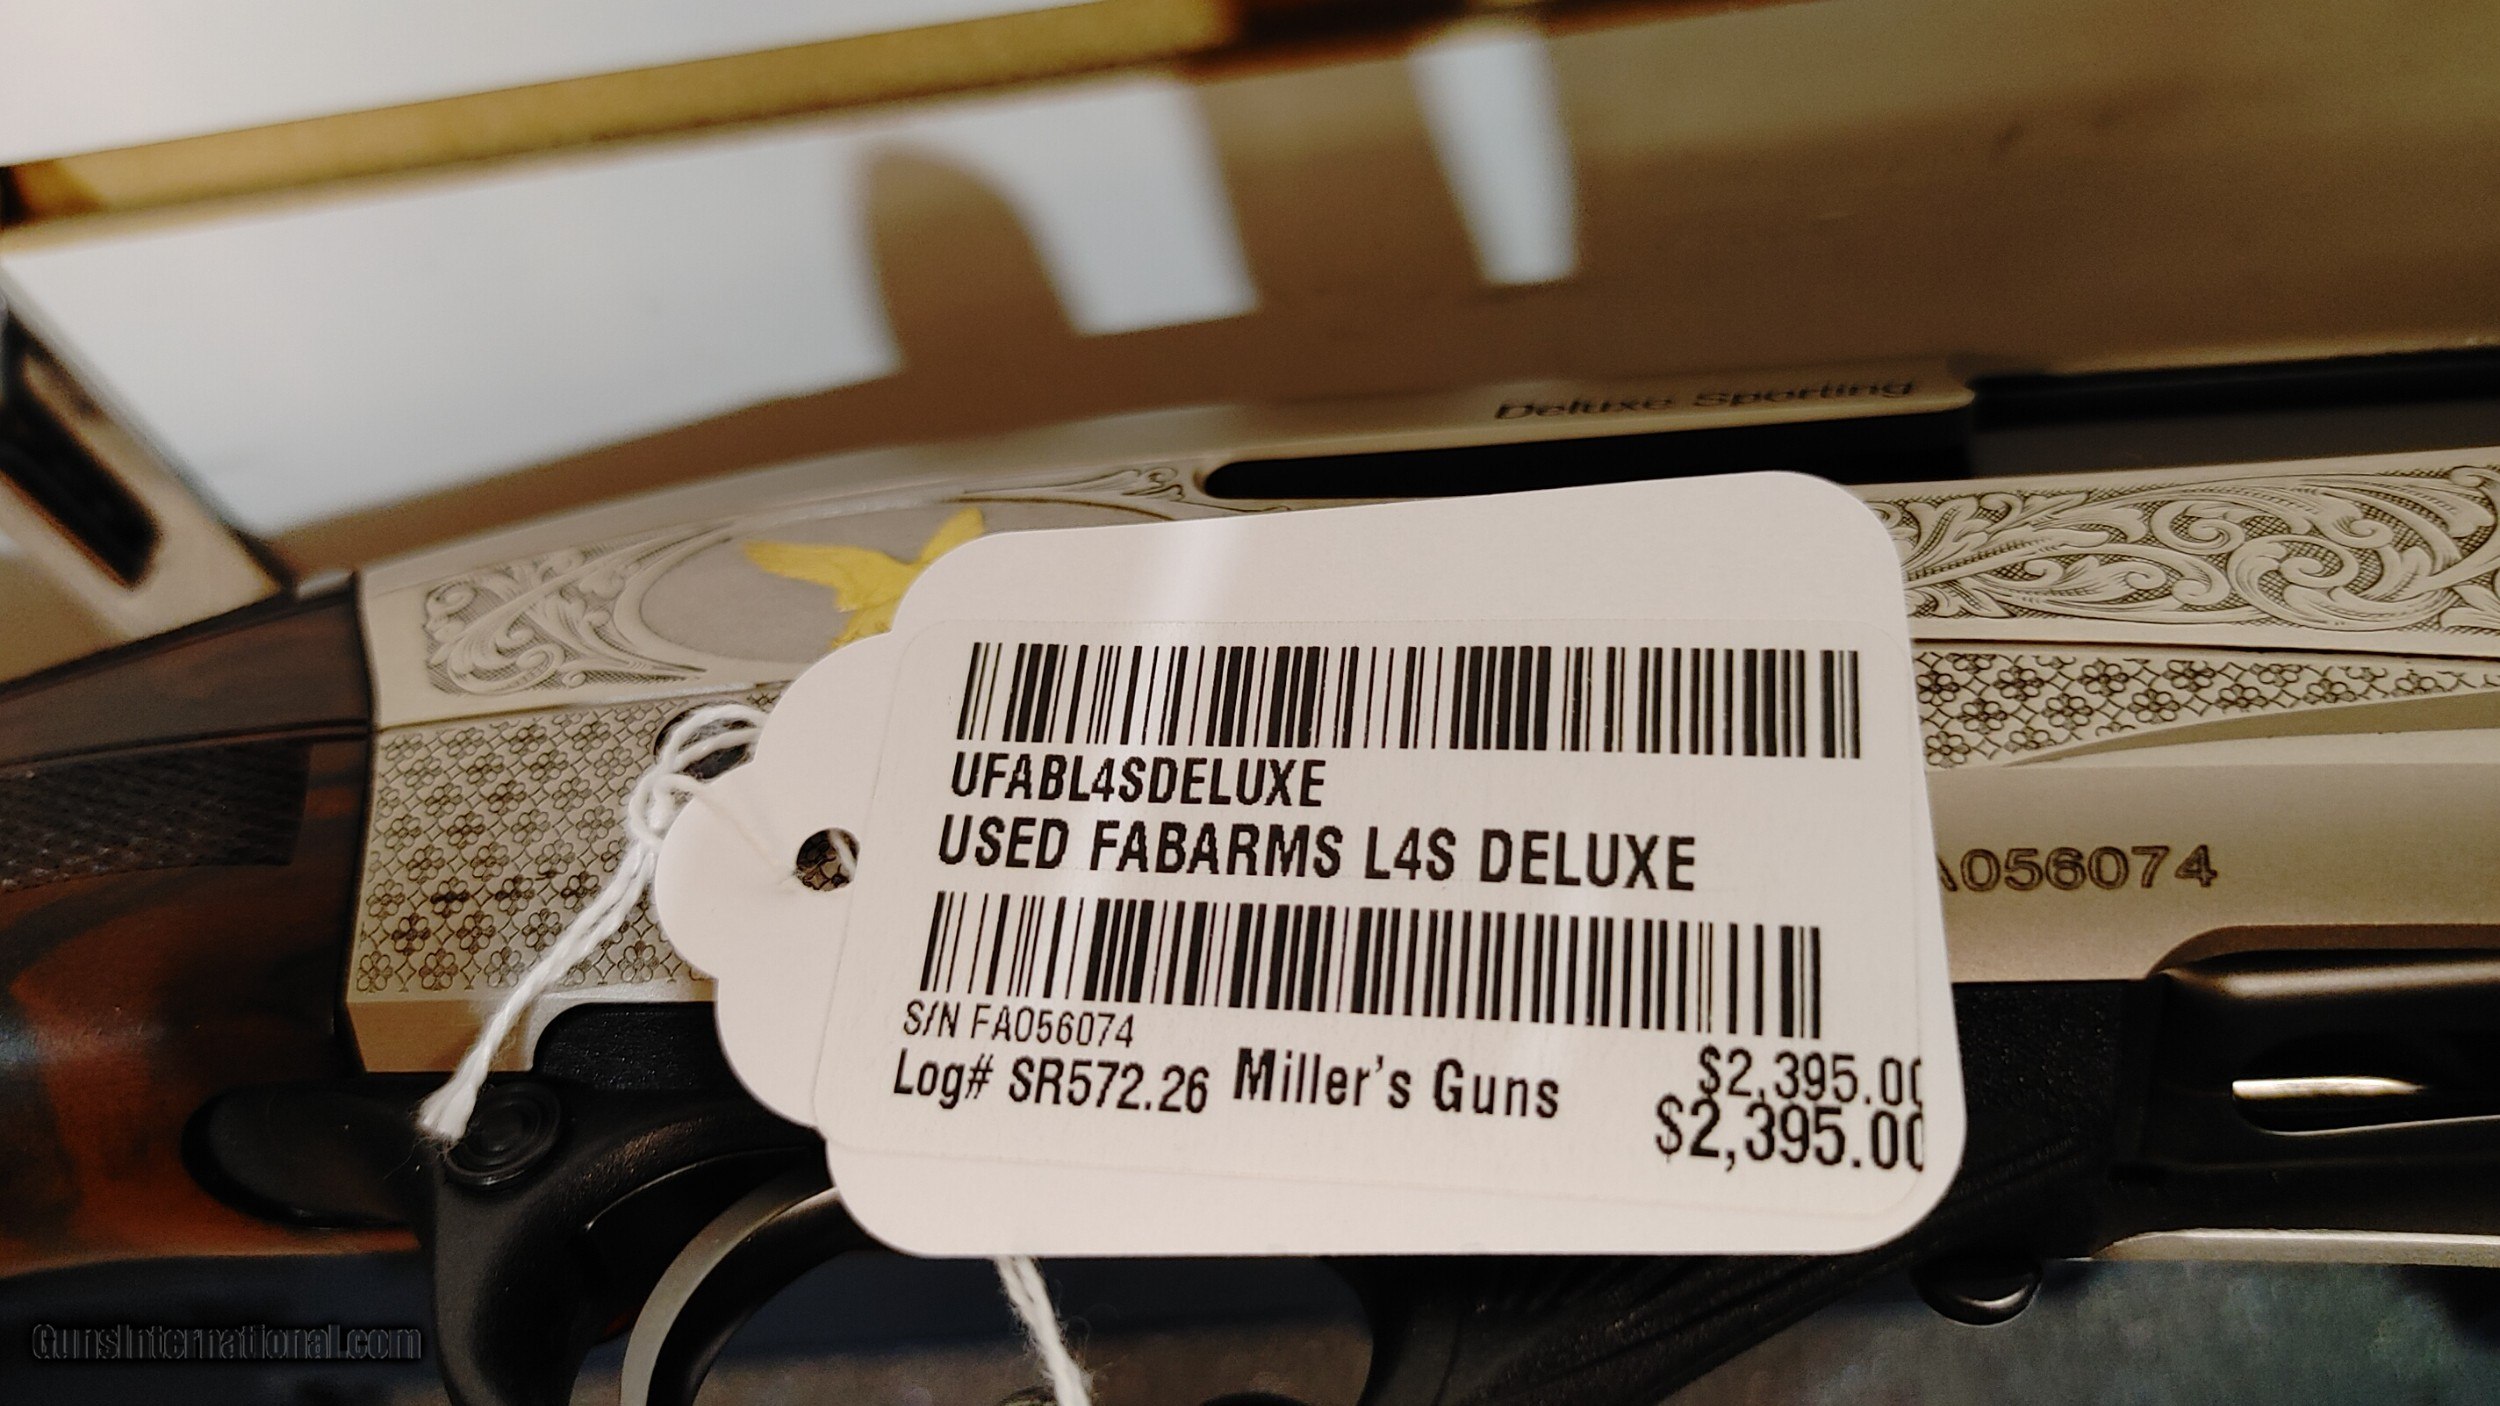 Deluxe Sporting
UFABL4SDELUXE
USED FABARMS L4S DELUXE
A056074
S/N FA056074
Log# SR572.26 Miller's Guns $2,395.00
$2,395.00
GunsInternational.com